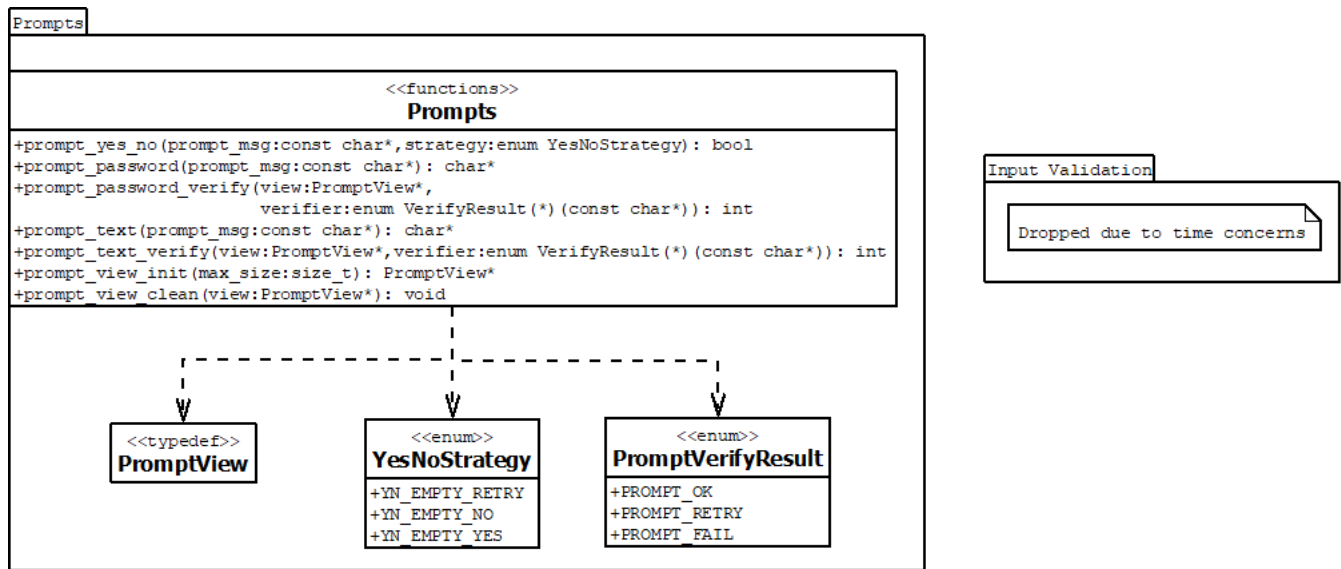 Prompts
<<functions>>
Prompts
+prompt_yes_no(prompt_msg:const char*,strategy:enum YesNoStrategy): bool
+prompt_password(prompt_msg:const char*): char*
+prompt_password_verify(view:PromptView*,
verifier:enum VerifyResult(*)(const char*)): int
+prompt_text(prompt_msg:const char*): char*
+prompt_text_verify(view:PromptView*,verifier:enum VerifyResult(*)(const char*)): int
+prompt_view_init(max_size:size_t): PromptView*
+prompt_view_clean(view:PromptView*): void
<<typedef>>
PromptView
<<enum>>
YesNoStrategy
+YN_EMPTY_RETRY
+YN_EMPTY_NO
+YN_EMPTY_YES
<<enum>>
PromptVerifyResult
+PROMPT_OK
+PROMPT_RETRY
+PROMPT_FAIL
Input Validation
Dropped due to time concerns